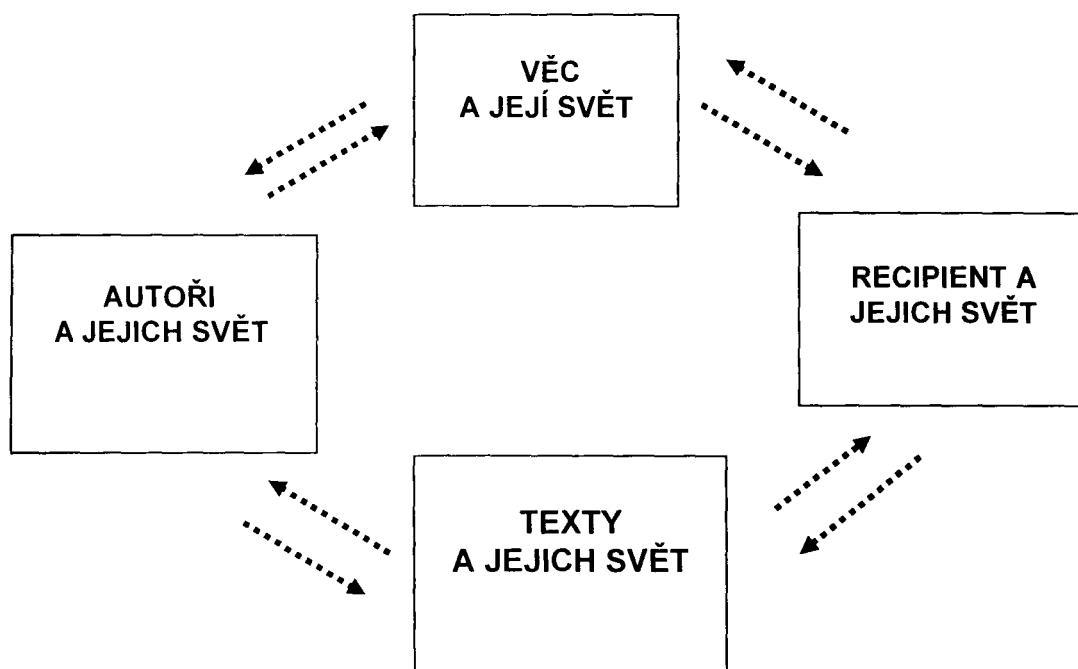 VĚC
A JEJÍ SVĚT
AUTOŘI
A JEJICH SVĚT
RECIPIENT A
JEJICH SVĚT
TEXTY
A JEJICH SVĚT